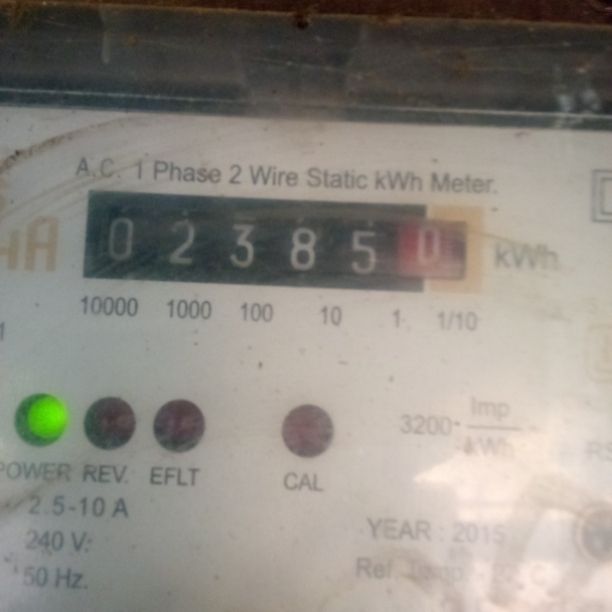 A.C. 1 Phase 2 Wire Static kWh Meter.
0 2 3 8 5 0 kWh
10000 1000 100 10 1 1/10
3200 Imp
kWh
POWER REV. EFLT CAL
2.5-10 A
240 V.
50 Hz.
YEAR : 2015
Ref.